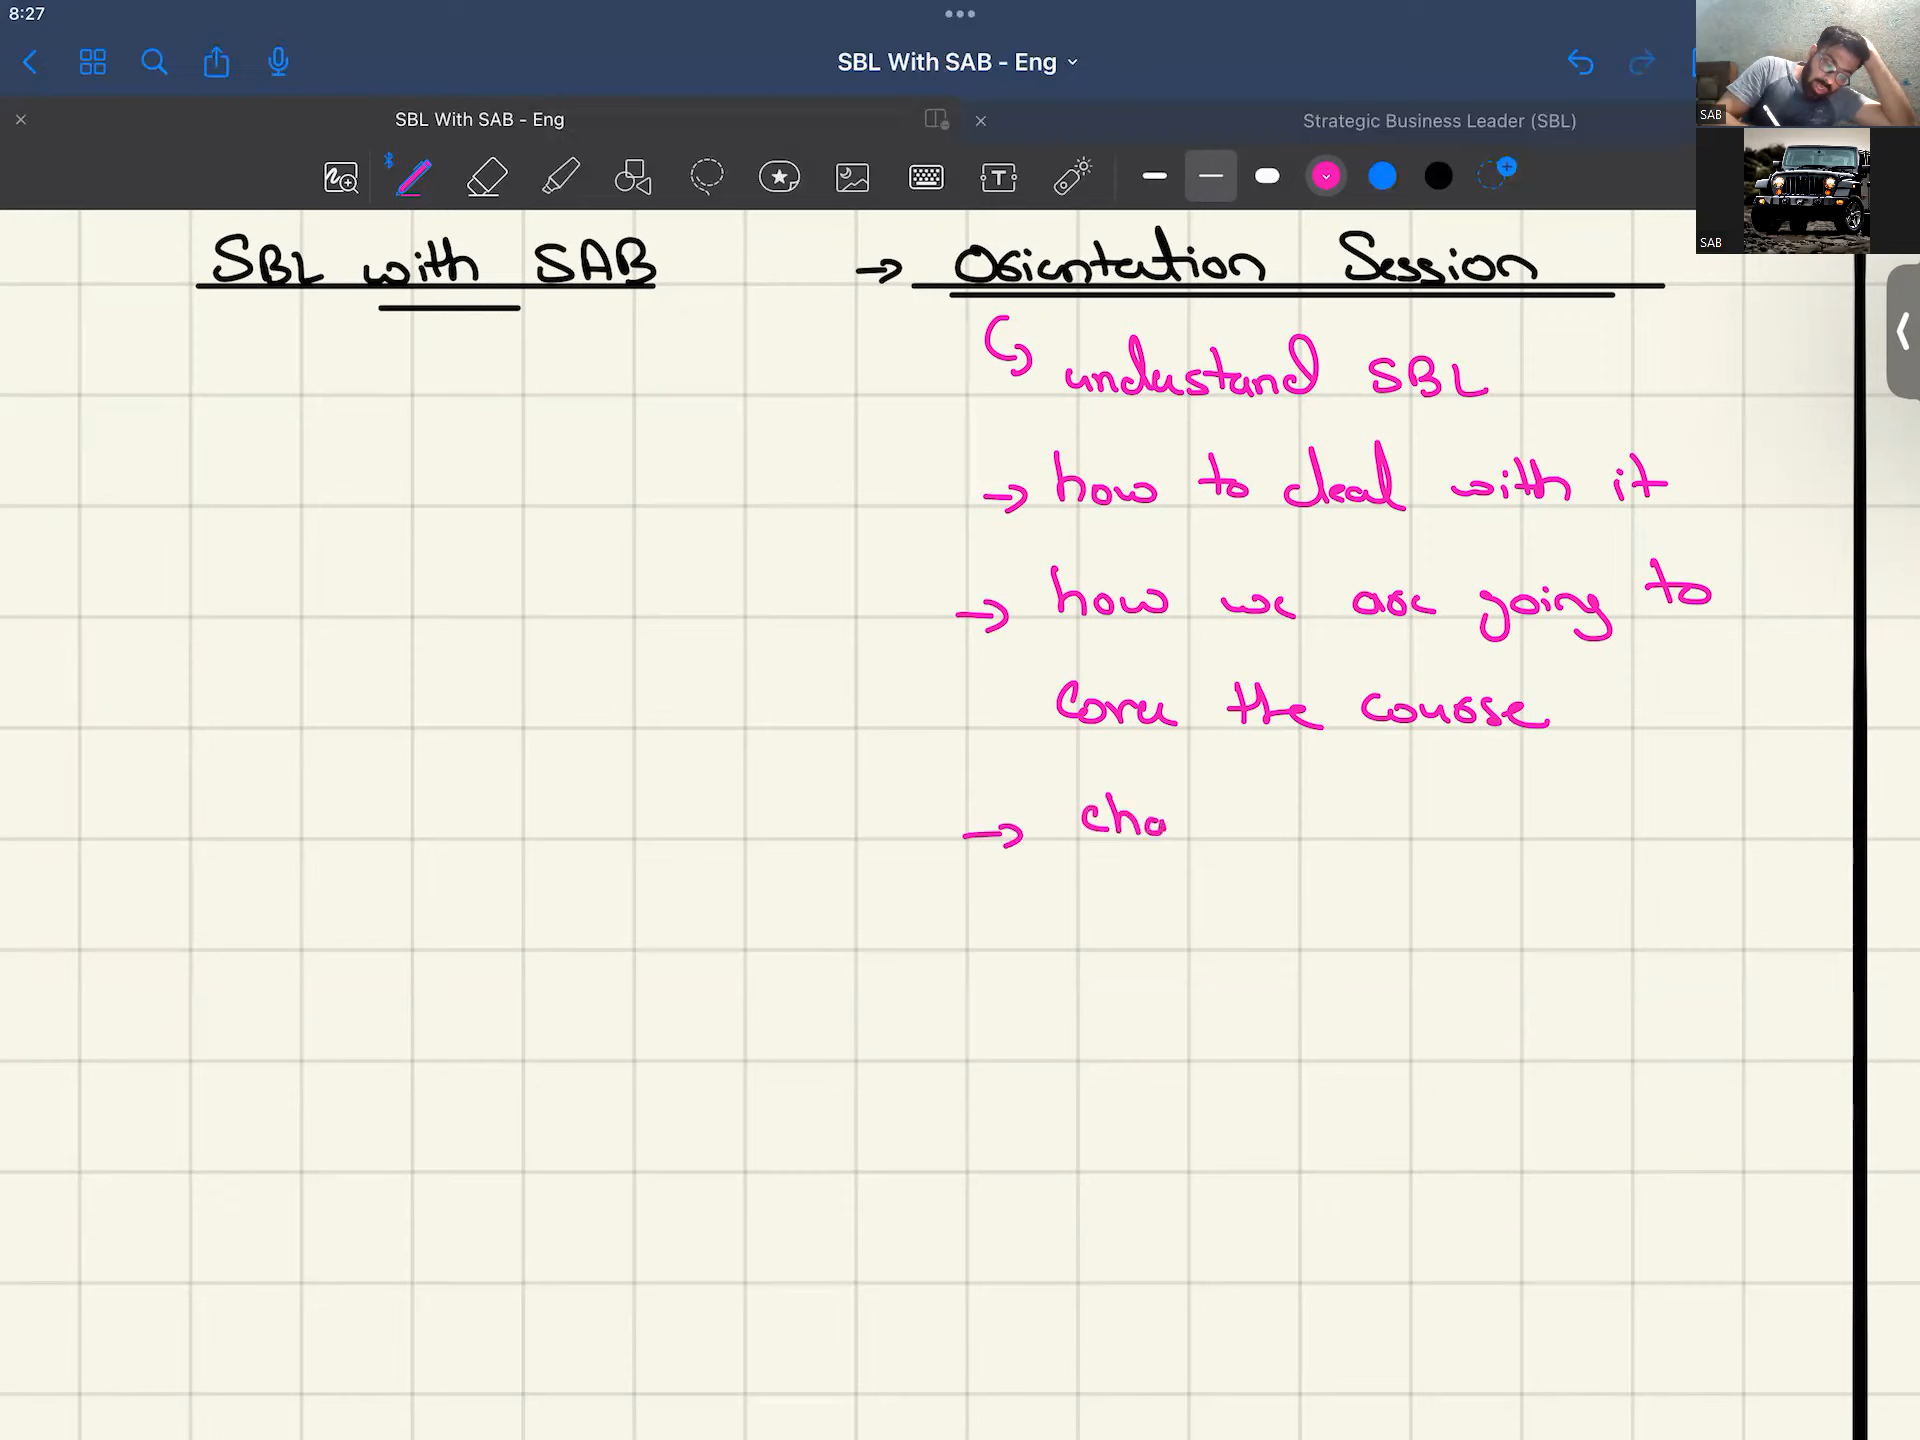 8:27
SBL With SAB - Eng
SBL With SAB - Eng
Strategic Business Leader (SBL)
SAB
SAB
SBL with SAB → Orientation Session
understand SBL
→ how to deal with it
→ how we are going to
cover the course
→ cha